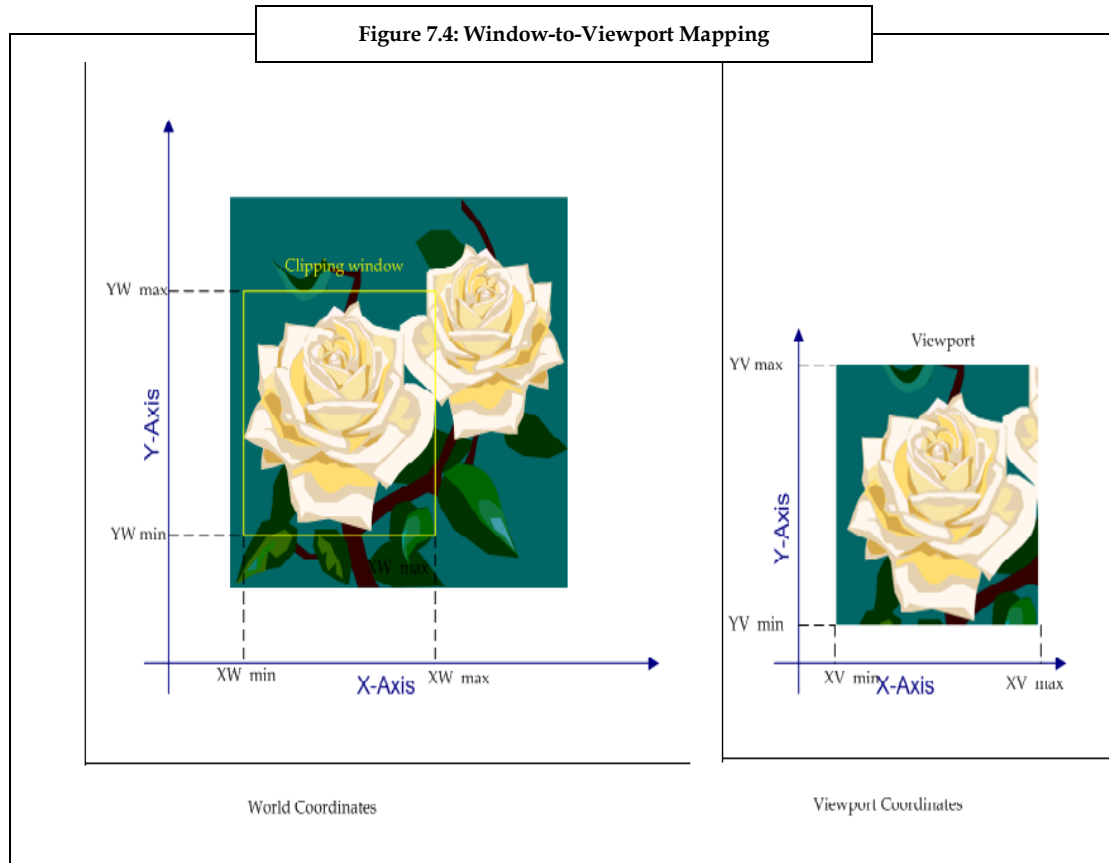 Figure 7.4: Window-to-Viewport Mapping
Clipping window
YW max
Y-Axis
YW min
XW max
XW min
X-Axis
XW max
World Coordinates
Viewport
YV max
Y-Axis
YV min
XV min
X-Axis
XV max
Viewport Coordinates